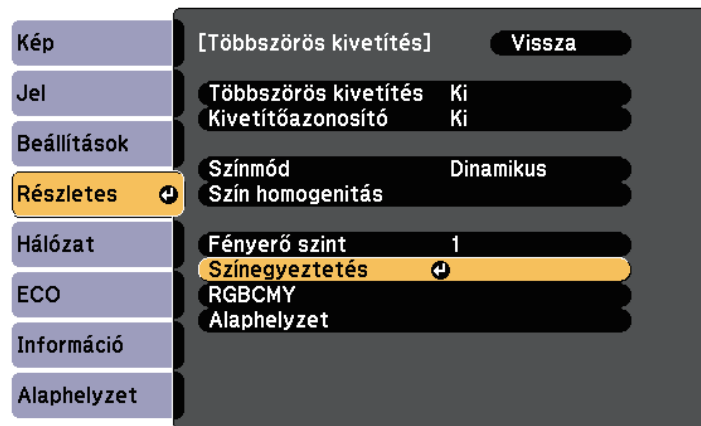 Kép
Jel
Beállítások
Részletes
Hálózat
ECO
Információ
Alaphelyzet
[Többszörös kivetítés] Vissza
Többszörös kivetítés Ki
Kivetítőazonosító Ki
Színmód Dinamikus
Szín homogenitás
Fényerő szint 1
Színegyeztetés
RGBCMY
Alaphelyzet